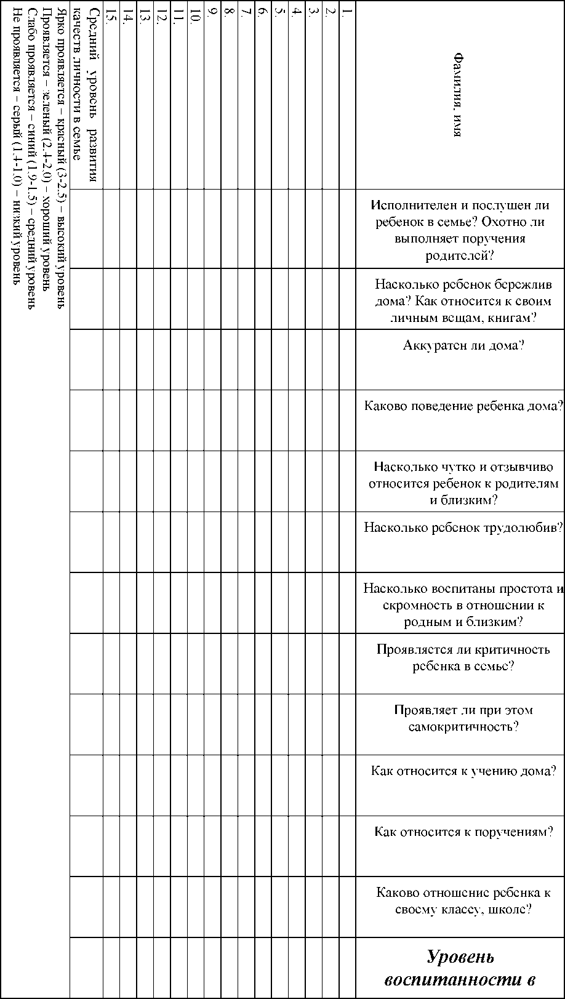 Фамилия, имя
Исполнителен и послушен ли
ребенок в семье? Охотно ли
выполняет поручения
родителей?
Насколько ребенок бережлив
дома? Как относится к своим
личным вещам, книгам?
Аккуратен ли дома?
Каково поведение ребенка дома?
Насколько чутко и отзывчиво
относится ребенок к родителям
и близким?
Насколько ребенок трудолюбив?
Насколько воспитаны простота и
скромность в отношении к
родным и близким?
Проявляется ли критичность
ребенка в семье?
Проявляет ли при этом
самокритичность?
Как относится к учению дома?
Как относится к поручениям?
Каково отношение ребенка к
своему классу, школе?
Уровень
воспитанности в
1.
2.
3.
4.
5.
6.
7.
8.
9.
10.
11.
12.
13.
14.
15.
Средний уровень развития
качеств личности в семье
Ярко проявляется – красный (3-2.5) – высокий уровень
Проявляется – зеленый (2.4-2.0) – хороший уровень
Слабо проявляется – синий (1.9-1.5) – средний уровень
Не проявляется – серый (1.4-1.0) – низкий уровень